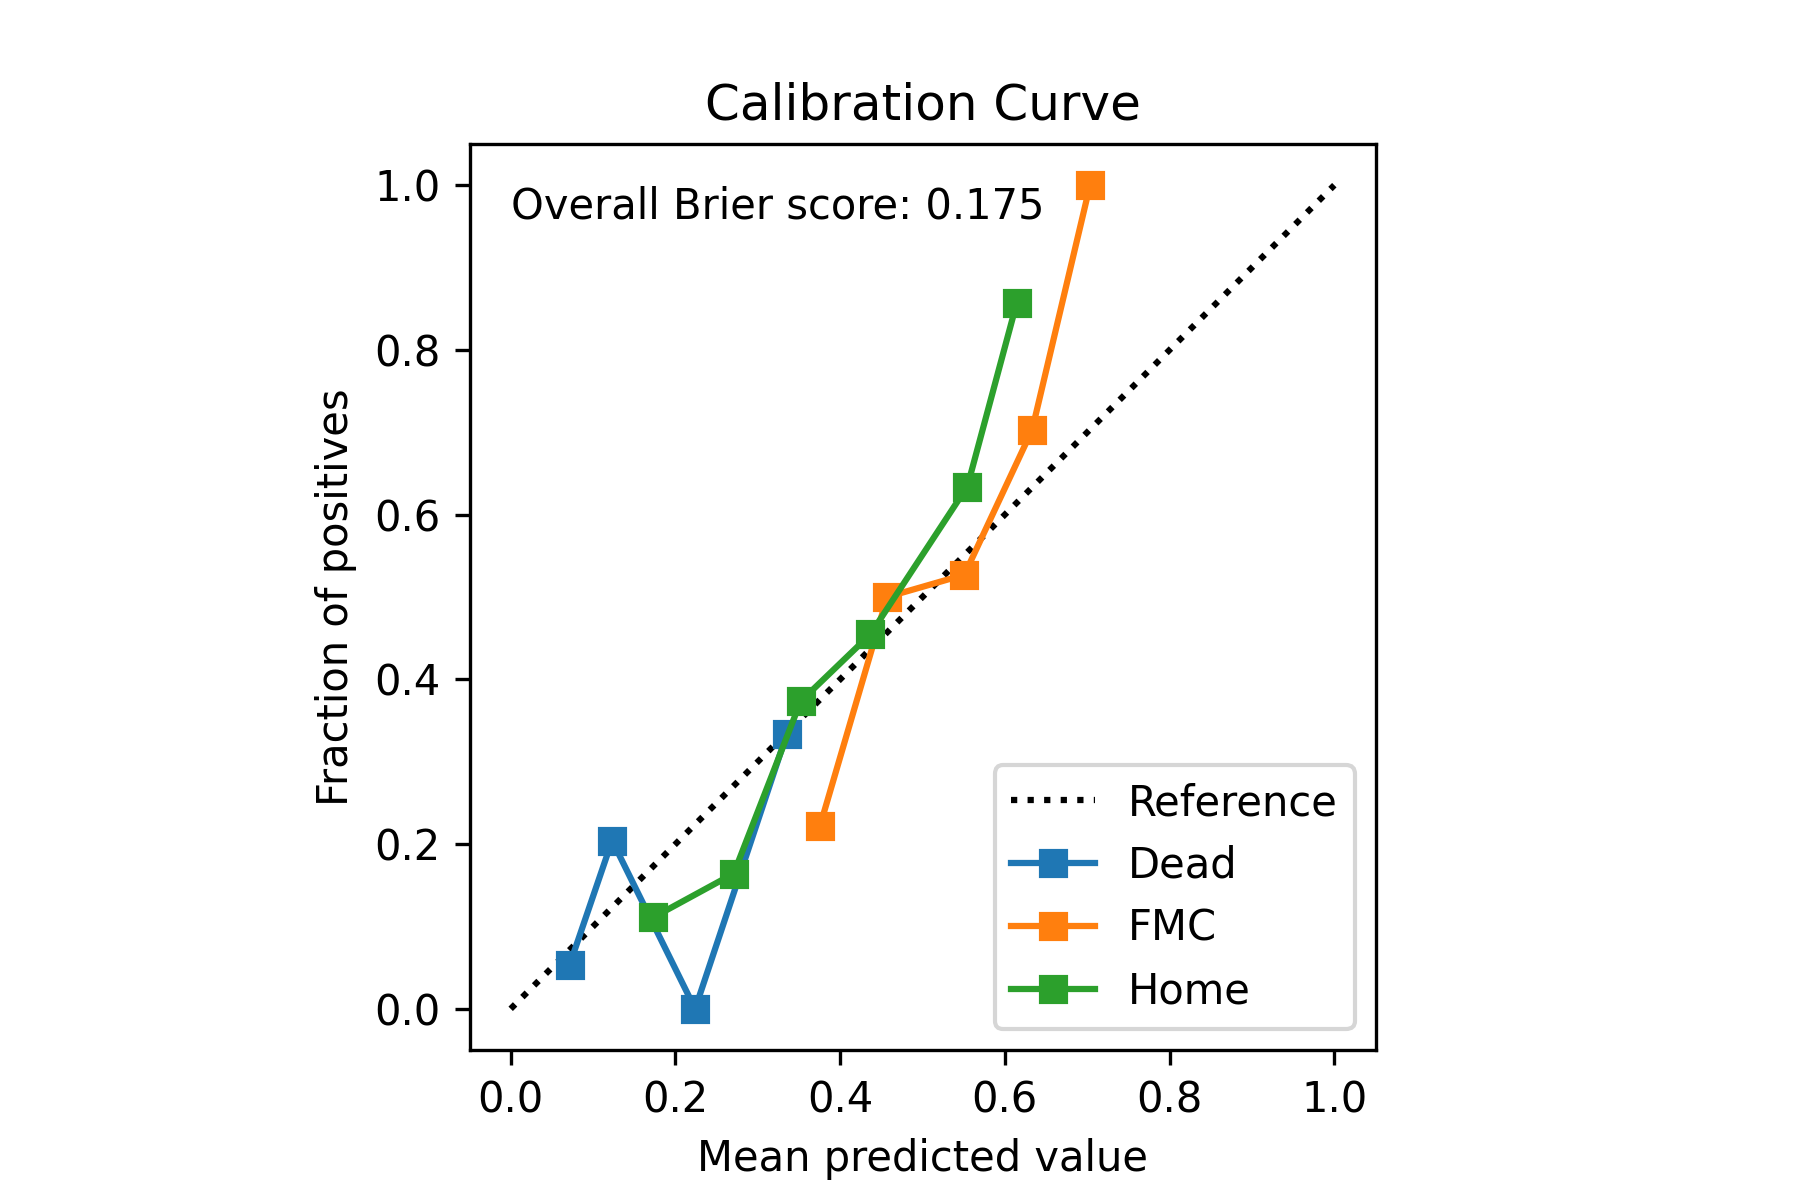 Calibration Curve
Overall Brier score: 0.175
Fraction of positives
1.0
0.8
0.6
0.4
0.2
0.0
Reference
Dead
FMC
Home
0.0 0.2 0.4 0.6 0.8 1.0
Mean predicted value